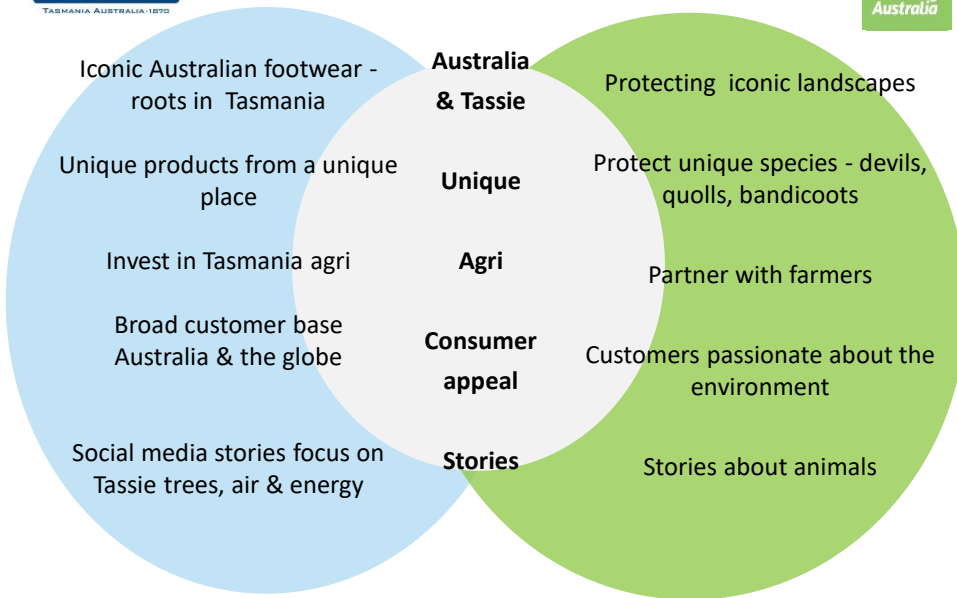 TASMANIA AUSTRALIA·1870
Australia
Iconic Australian footwear -
roots in Tasmania
Unique products from a unique
place
Invest in Tasmania agri
Broad customer base
Australia & the globe
Social media stories focus on
Tassie trees, air & energy
Australia
& Tassie
Unique
Agri
Consumer
appeal
Stories
Protecting iconic landscapes
Protect unique species - devils,
quolls, bandicoots
Partner with farmers
Customers passionate about the
environment
Stories about animals